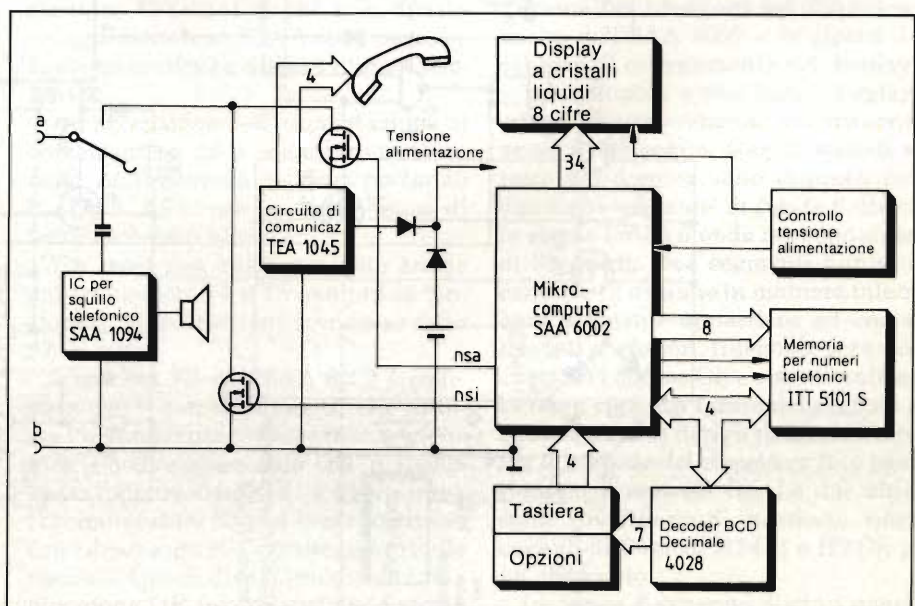 a
4
Display
a cristalli
liquidi
8 cifre
Tensione
alimentazione
34
Circuito di
comunicaz
TEA 1045
Controllo
tensione
alimentazione
IC per
squillo
telefonico
SAA 1094
Mikro-
computer
SAA 6002
8
Memoria
per numeri
telefonici
ITT 5101 S
nsa
nsi
4
b
4
Tastiera
Opzioni
7
Decoder BCD
Decimale
4028